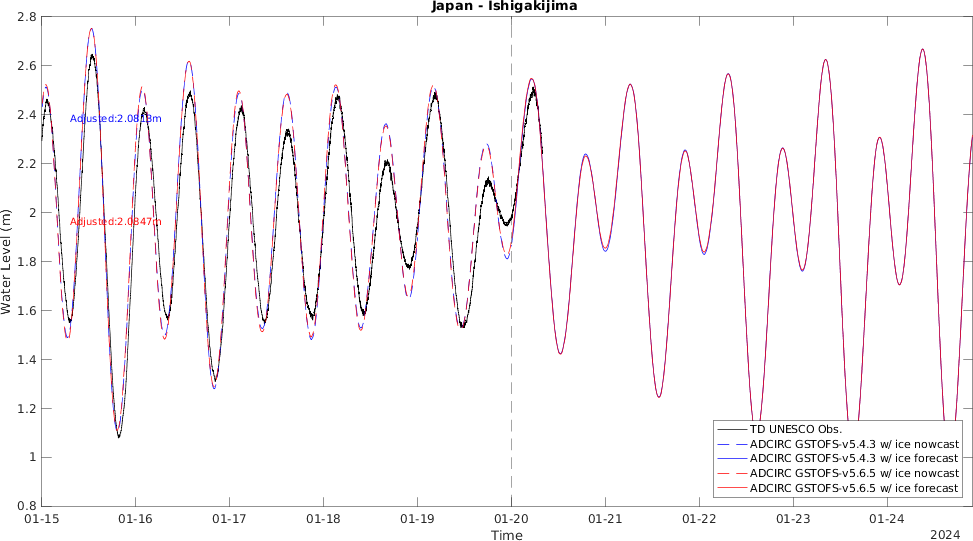 Japan - Ishigakijima
2.8
2.6
2.4
2.2
2
1.8
1.6
1.4
1.2
1
0.8
Water Level (m)
Adjusted:2.0813m
Adjusted:2.0847m
TD UNESCO Obs.
ADCIRC GSTOFS-v5.4.3 w/ ice nowcast
ADCIRC GSTOFS-v5.4.3 w/ ice forecast
ADCIRC GSTOFS-v5.6.5 w/ ice nowcast
ADCIRC GSTOFS-v5.6.5 w/ ice forecast
01-15 01-16 01-17 01-18 01-19 01-20 01-21 01-22 01-23 01-24
Time
2024